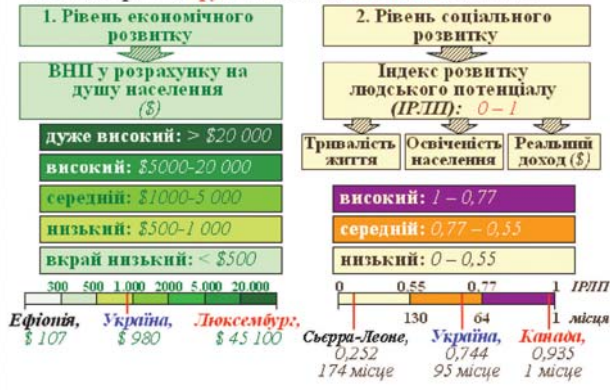 1. Рівень економічного
розвитку
ВНП у розрахунку на
душу населення
($)
дуже високий: > $20 000
високий: $5000-20 000
середній: $1000-5 000
низький: $500-1 000
вкрай низький: < $500
300 500 1.000 2000 5.000 20.000
Ефіопія, Україна, Люксембург,
$ 107 $ 980 $ 45 100
2. Рівень соціального
розвитку
Індекс розвитку
людського потенціалу
(ІРЛП): 0 – 1
Тривалість
життя
Освіченість
населення
Реальний
доход ($)
високий: 1 – 0,77
середній: 0,77 – 0,55
низький: 0 – 0,55
0 0,55 0,77 1 ІРЛП
130 64 1 місця
Сьєрра-Леоне, Україна, Канада,
0,252 0,744 0,935
174 місце 95 місце 1 місце